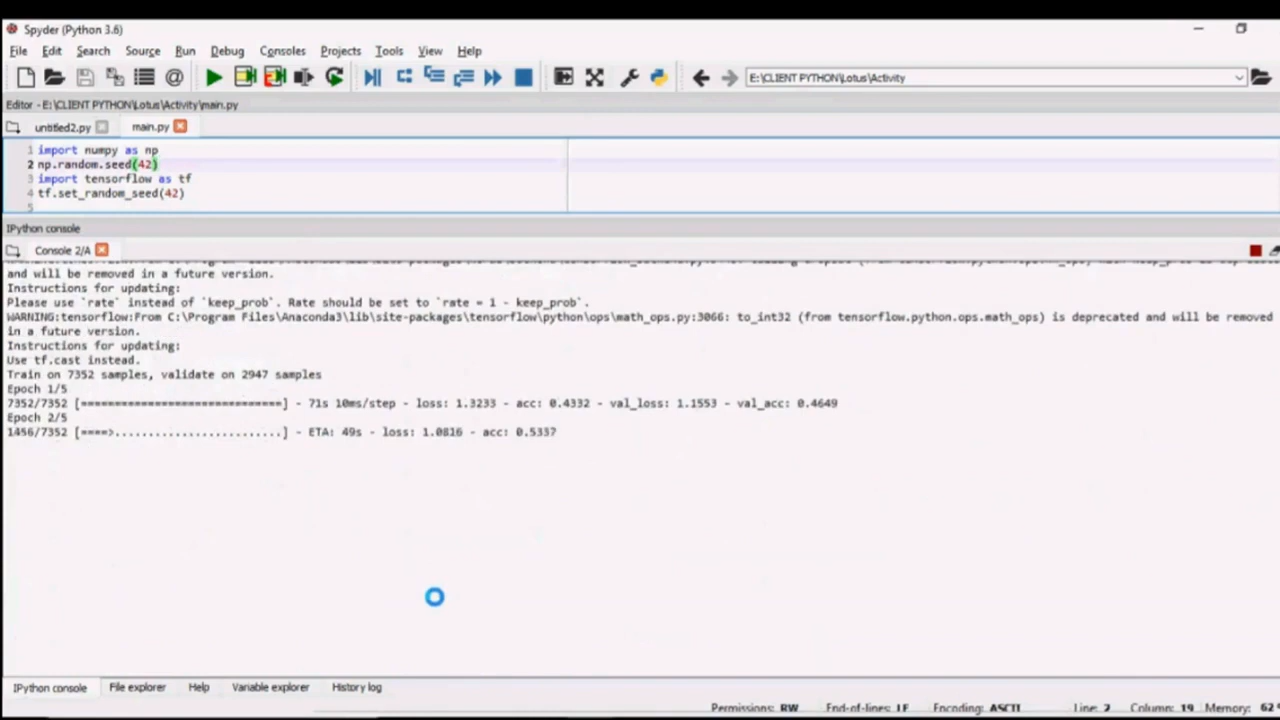 Spyder (Python 3.6)
File Edit Search Source Run Debug Consoles Projects Tools View Help
E:\CLIENT PYTHON\Lotus\Activity
Editor - E:\CLIENT PYTHON\Lotus\Activity\main.py
untitled2.py main.py
1 import numpy as np
2 np.random.seed(42)
3 import tensorflow as tf
4 tf.set_random_seed(42)
5
IPython console
Console 2/A
and will be removed in a future version.
Instructions for updating:
Please use `rate` instead of `keep_prob`. Rate should be set to `rate = 1 - keep_prob`.
WARNING:tensorflow:From C:\Program Files\Anaconda3\lib\site-packages\tensorflow\python\ops\math_ops.py:3066: to_int32 (from tensorflow.python.ops.math_ops) is deprecated and will be removed
in a future version.
Instructions for updating:
Use tf.cast instead.
Train on 7352 samples, validate on 2947 samples
Epoch 1/5
7352/7352 [==============================] - 71s 10ms/step - loss: 1.3233 - acc: 0.4332 - val_loss: 1.1553 - val_acc: 0.4649
Epoch 2/5
1456/7352 [====>.........................] - ETA: 49s - loss: 1.0816 - acc: 0.5337
IPython console File explorer Help Variable explorer History log
Permissions: RW End-of-lines: LF Encoding: ASCII Line: 2 Column: 19 Memory: 62